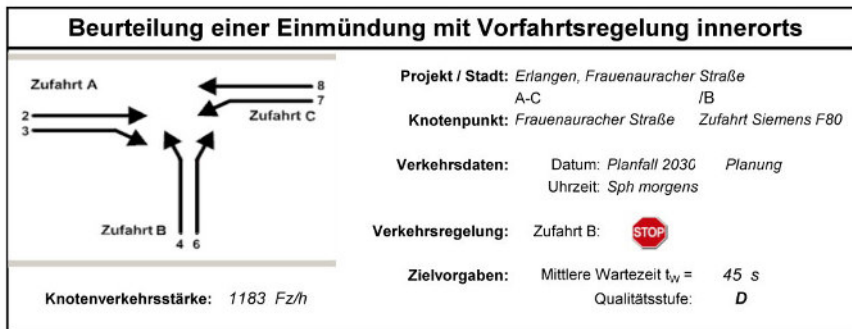 Beurteilung einer Einmündung mit Vorfahrtsregelung innerorts
Zufahrt A
8
7
Zufahrt C
2
3
Zufahrt B
4 6
Knotenverkehrsstärke: 1183 Fz/h
Projekt / Stadt: Erlangen, Frauenauracher Straße
A-C /B
Knotenpunkt: Frauenauracher Straße Zufahrt Siemens F80
Verkehrsdaten: Datum: Planfall 2030 Planung
Uhrzeit: Sph morgens
Verkehrsregelung: Zufahrt B: STOP
Zielvorgaben: Mittlere Wartezeit tw = 45 s
Qualitätsstufe: D